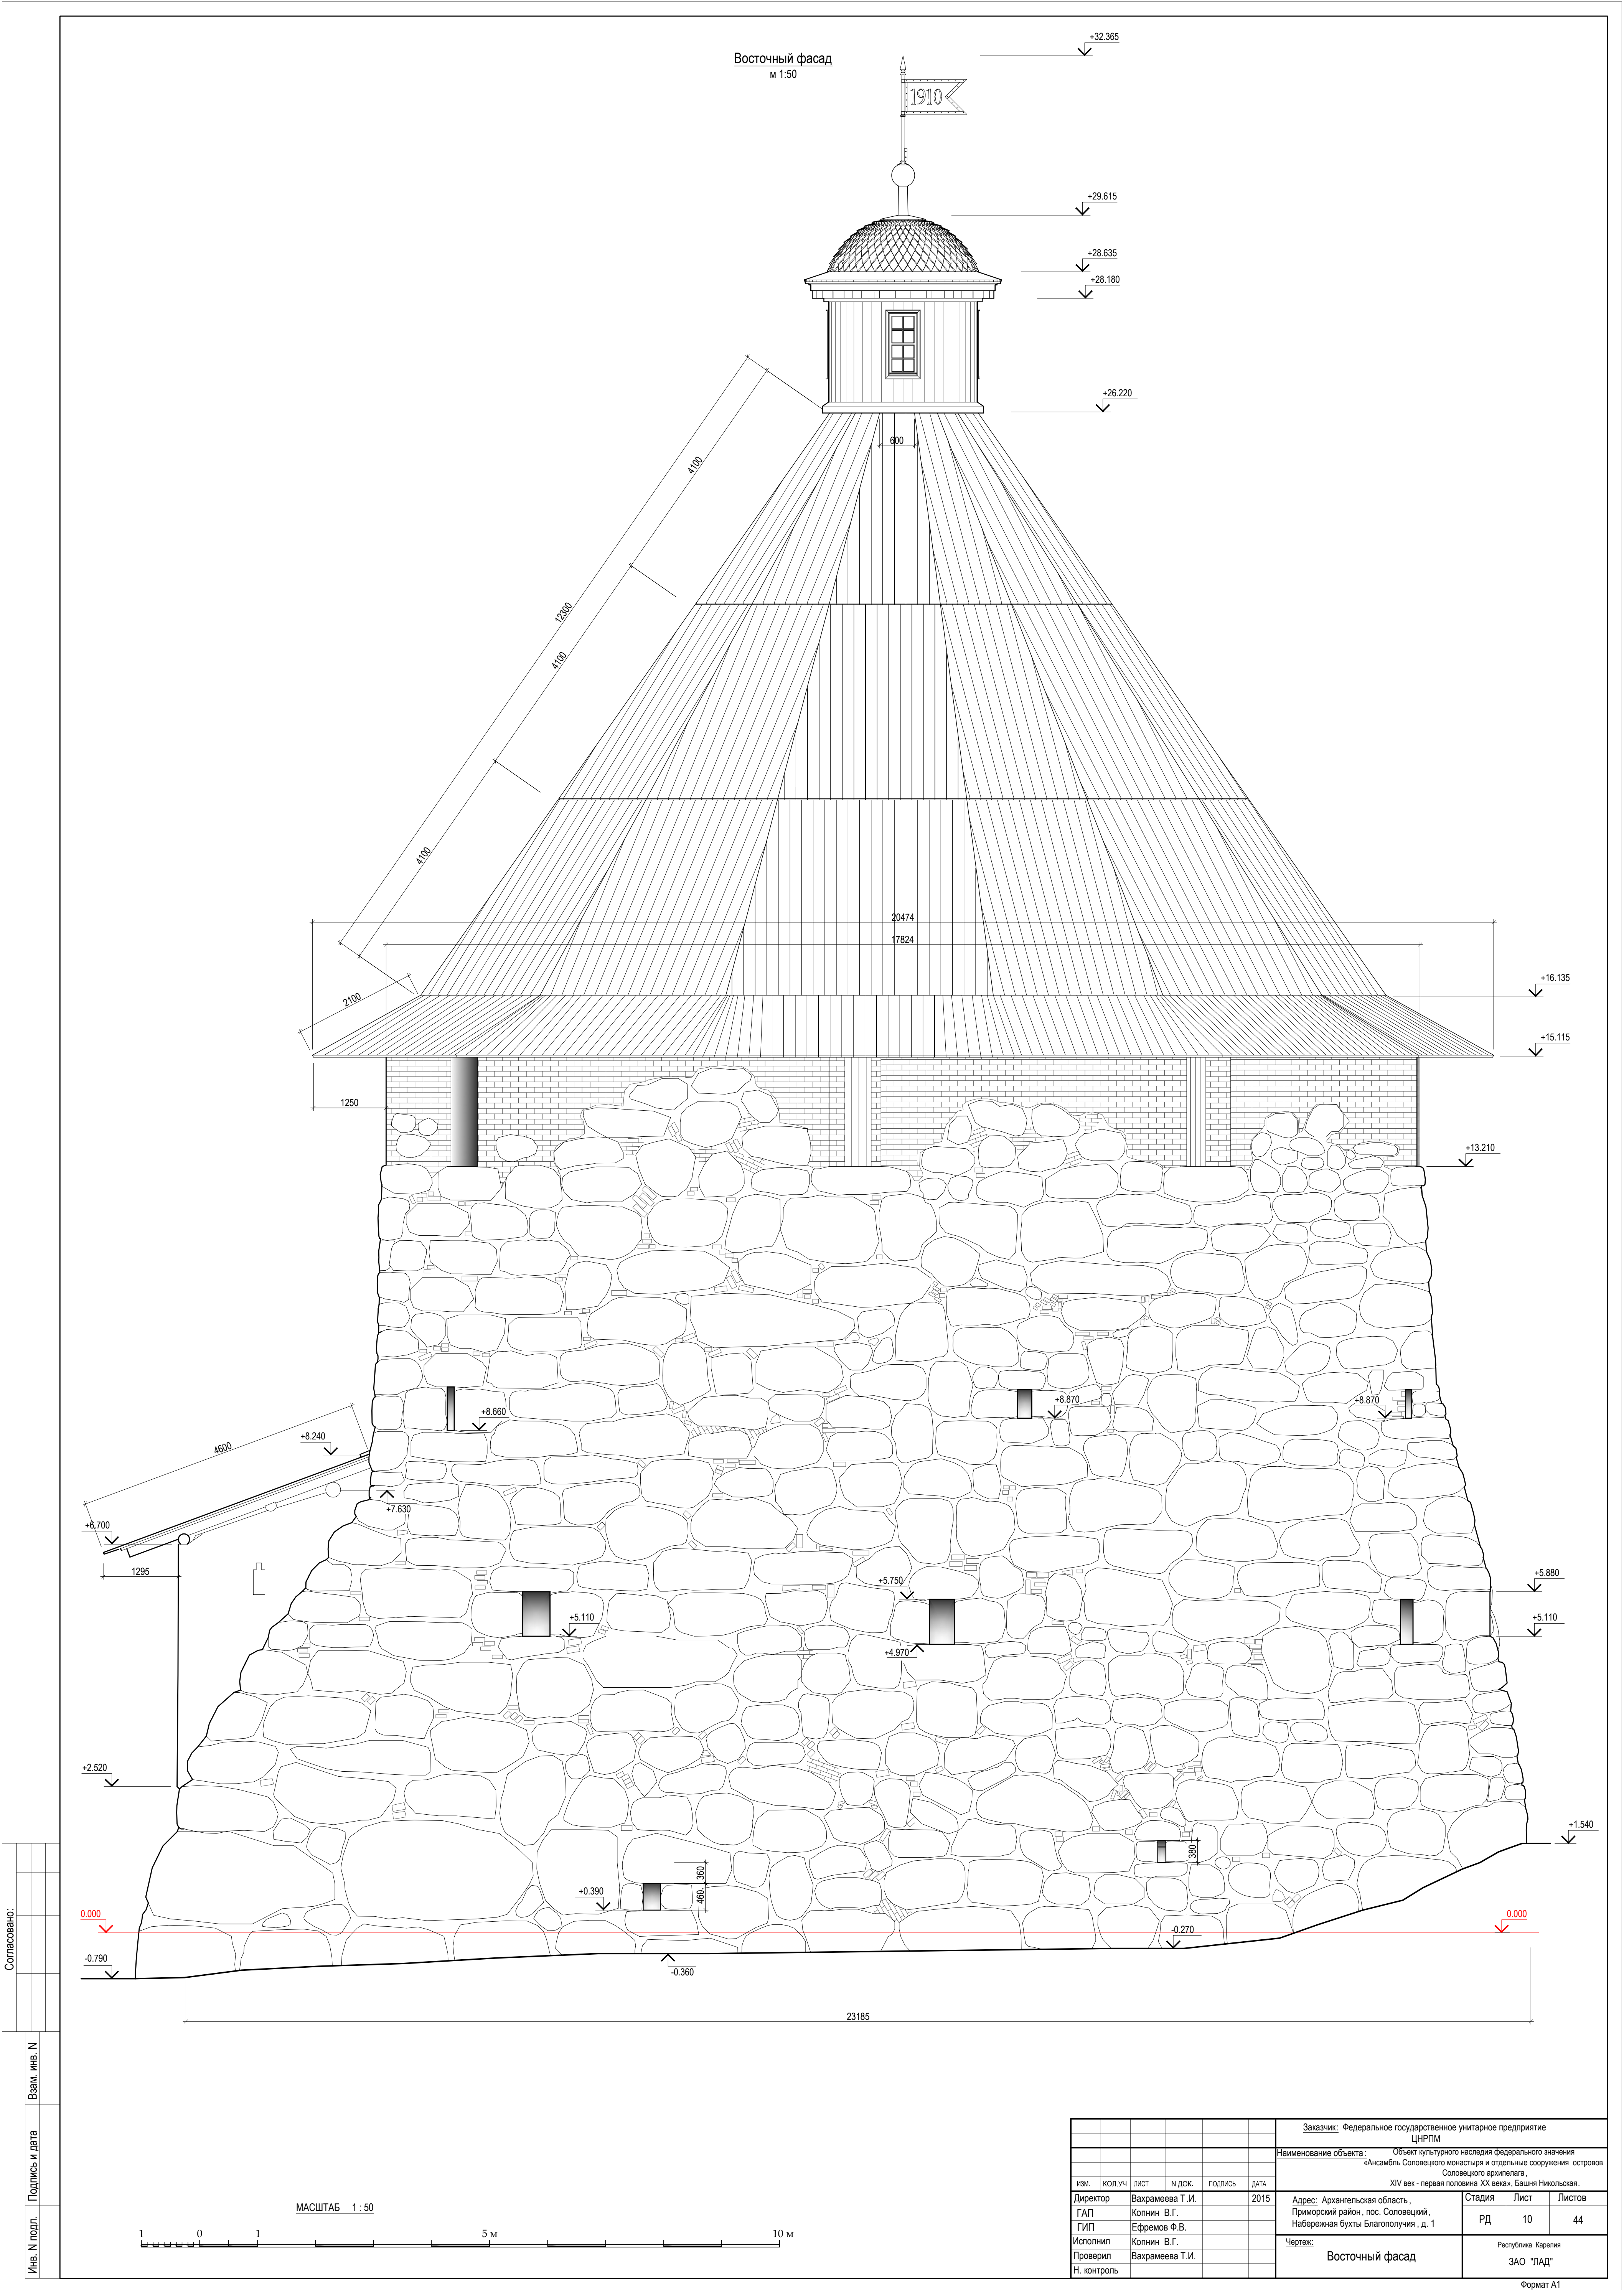 Восточный фасад
м 1:50
+32.365
1910
+29.615
+28.635
+28.180
+26.220
600
4100
12300
4100
4100
20474
17824
2100
+16.135
+15.115
1250
+13.210
+8.660
+8.870
+8.870
4600
+8.240
+7.630
+6.700
1295
+5.750
+5.880
+5.110
+5.110
+4.970
+2.520
+1.540
380
360
460
+0.390
0.000
0.000
-0.270
-0.790
-0.360
23185
Согласовано:
Взам. инв. N
Подпись и дата
Инв. N подл.
МАСШТАБ 1 : 50
1 0 1 5 м 10 м
Заказчик: Федеральное государственное унитарное предприятие
ЦНРПМ
Наименование объекта : Объект культурного наследия федерального значения
«Ансамбль Соловецкого монастыря и отдельные сооружения островов
Соловецкого архипелага ,
XIV век - первая половина XX века», Башня Никольская .
ИЗМ. КОЛ.УЧ ЛИСТ N ДОК. ПОДПИСЬ ДАТА
Директор Вахрамеева Т.И. 2015
ГАП Копнин В.Г.
ГИП Ефремов Ф.В.
Исполнил Копнин В.Г.
Проверил Вахрамеева Т.И.
Н. контроль
Адрес: Архангельская область ,
Приморский район , пос. Соловецкий ,
Набережная бухты Благополучия , д. 1
Стадия Лист Листов
РД 10 44
Чертеж:
Восточный фасад
Республика Карелия
ЗАО "ЛАД"
Формат А1